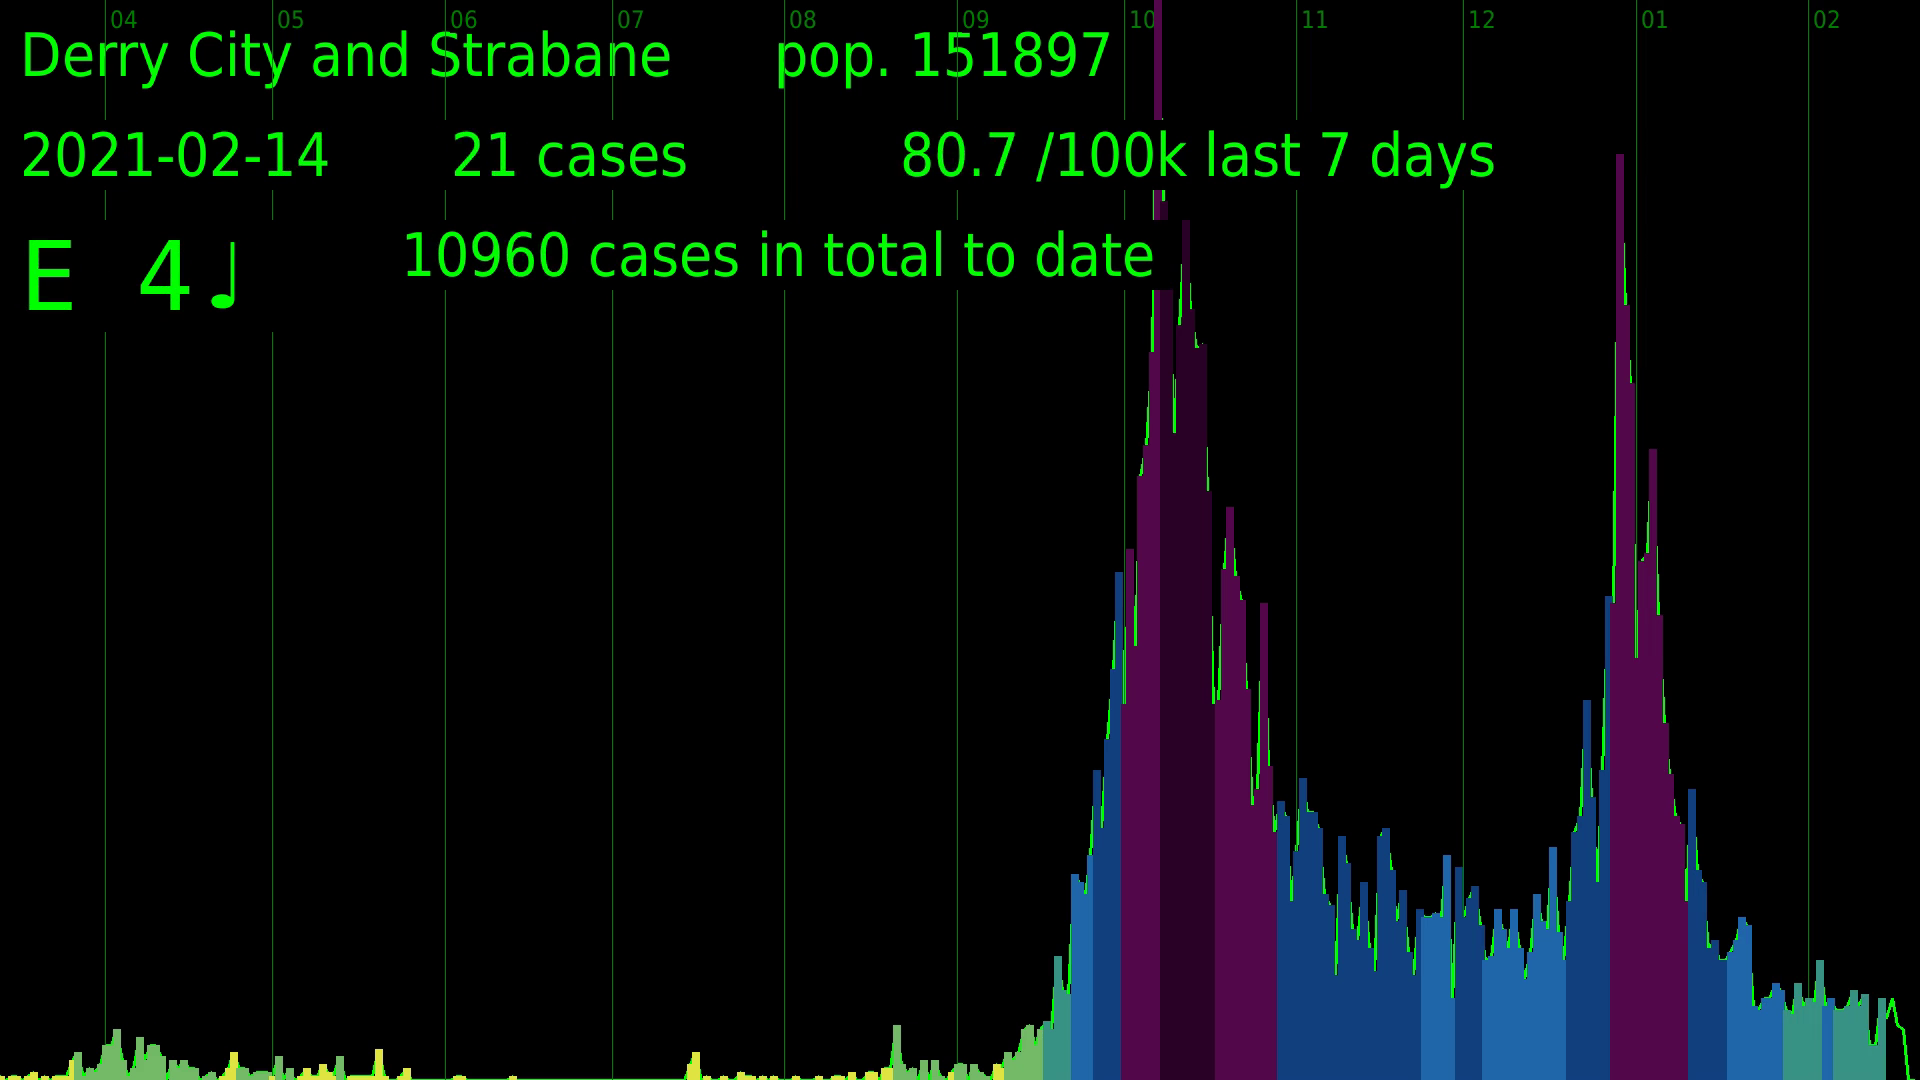 04 05 06 07 08 09 10 11 12 01 02
Derry City and Strabane pop. 151897
2021-02-14 21 cases 80.7 /100k last 7 days
E 4♩ 10960 cases in total to date